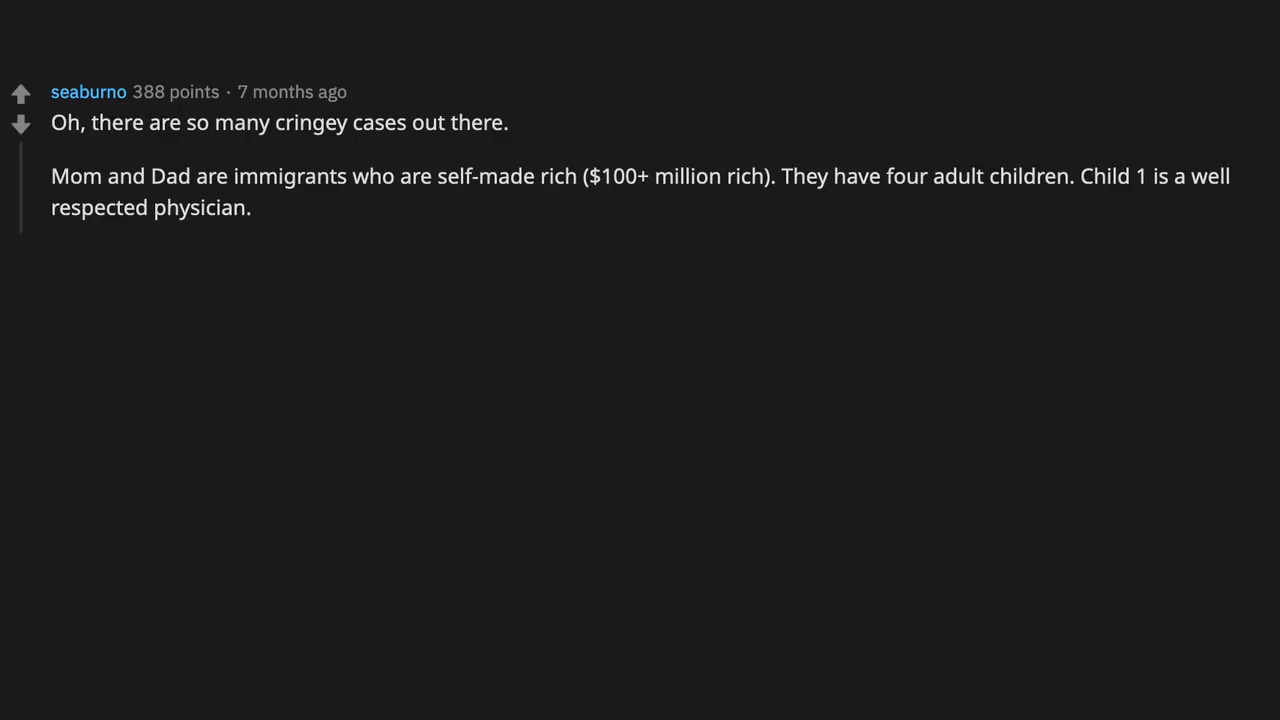 seaburno 388 points · 7 months ago
Oh, there are so many cringey cases out there.
Mom and Dad are immigrants who are self-made rich ($100+ million rich). They have four adult children. Child 1 is a well
respected physician.